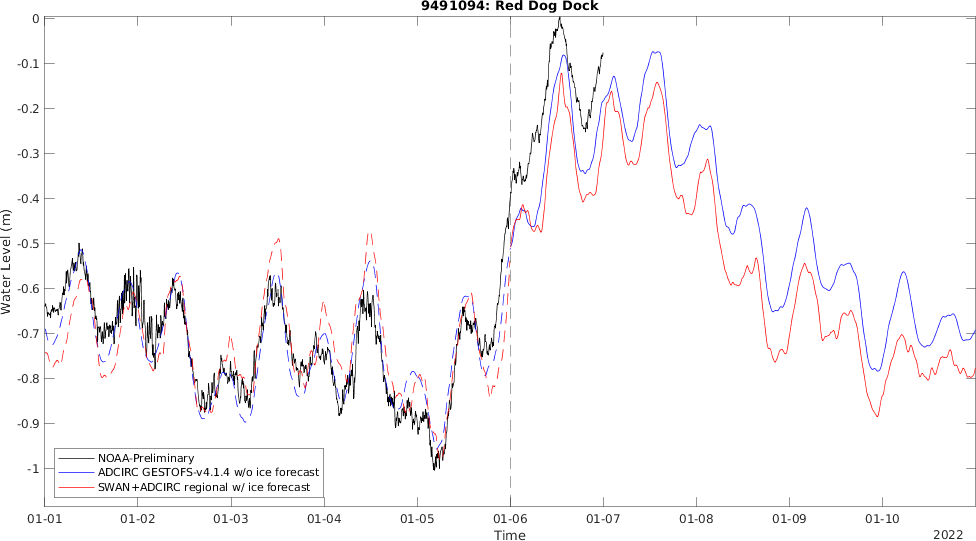 9491094: Red Dog Dock
0
-0.1
-0.2
-0.3
-0.4
-0.5
-0.6
-0.7
-0.8
-0.9
-1
Water Level (m)
NOAA-Preliminary
ADCIRC GESTOFS-v4.1.4 w/o ice forecast
SWAN+ADCIRC regional w/ ice forecast
01-01 01-02 01-03 01-04 01-05 01-06 01-07 01-08 01-09 01-10
Time
2022